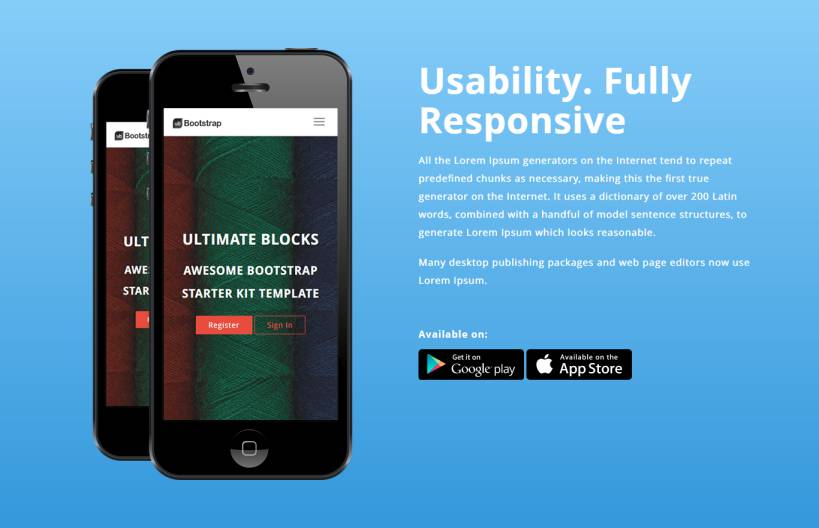 Usability. Fully
Responsive
All the Lorem Ipsum generators on the Internet tend to repeat
predefined chunks as necessary, making this the first true
generator on the Internet. It uses a dictionary of over 200 Latin
words, combined with a handful of model sentence structures, to
generate Lorem Ipsum which looks reasonable.
Many desktop publishing packages and web page editors now use
Lorem Ipsum.
Available on:
Get it on
Google play
Available on the
App Store
ub Bootstrap
ULTIMATE BLOCKS
AWESOME BOOTSTRAP
STARTER KIT TEMPLATE
Register
Sign In
ub Bootst
ULT
AWE
STAR